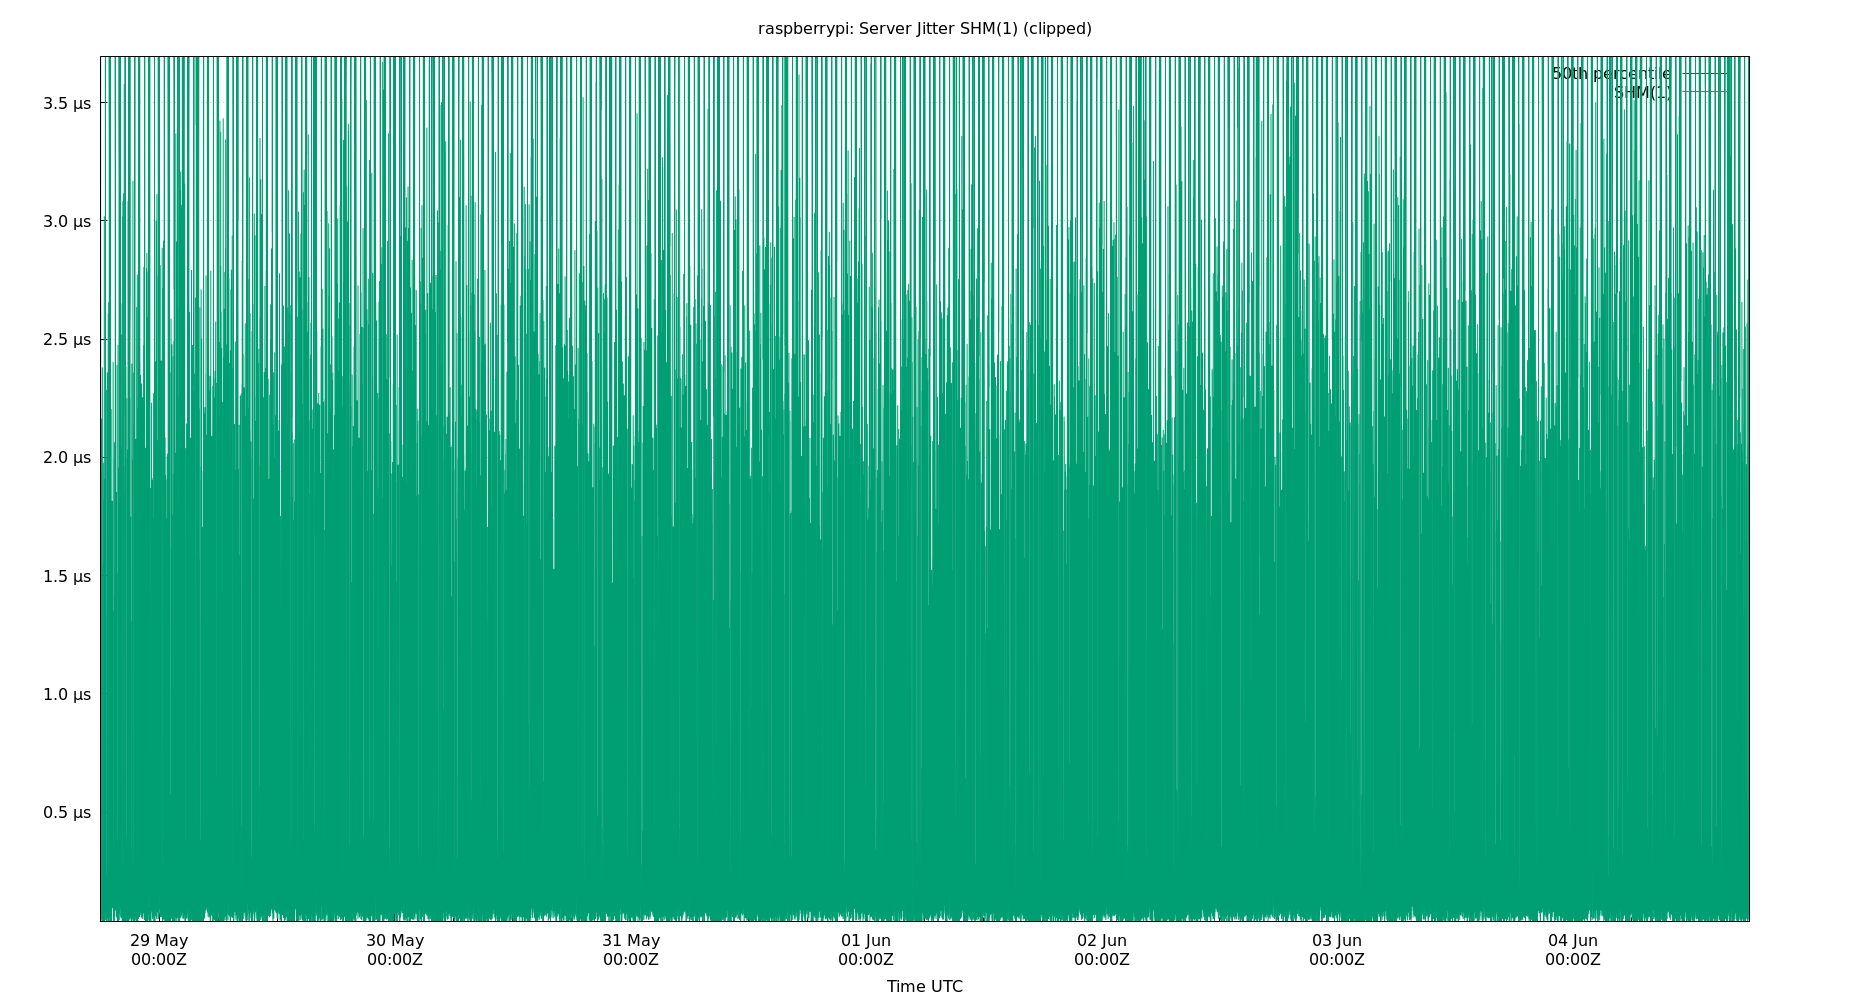 raspberrypi: Server Jitter SHM(1) (clipped)
50th percentile
SHM(1)
3.5 µs
3.0 µs
2.5 µs
2.0 µs
1.5 µs
1.0 µs
0.5 µs
29 May 30 May 31 May 01 Jun 02 Jun 03 Jun 04 Jun
00:00Z 00:00Z 00:00Z 00:00Z 00:00Z 00:00Z 00:00Z
Time UTC